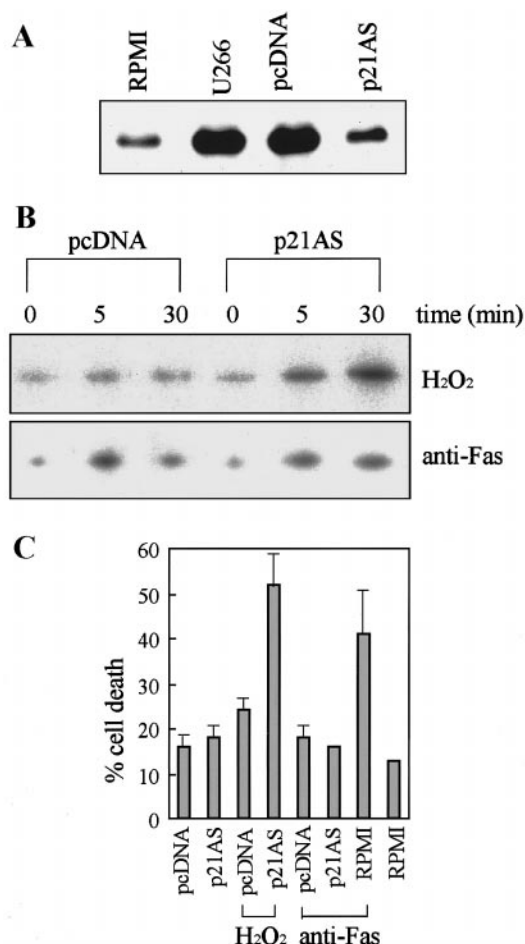 A
RPMI U266 pcDNA p21AS
B
pcDNA p21AS
0 5 30 0 5 30 time (min)
H2O2
anti-Fas
C
60
50
40
30
20
10
0
% cell death
pcDNA p21AS pcDNA p21AS pcDNA p21AS RPMI RPMI
H2O2 anti-Fas